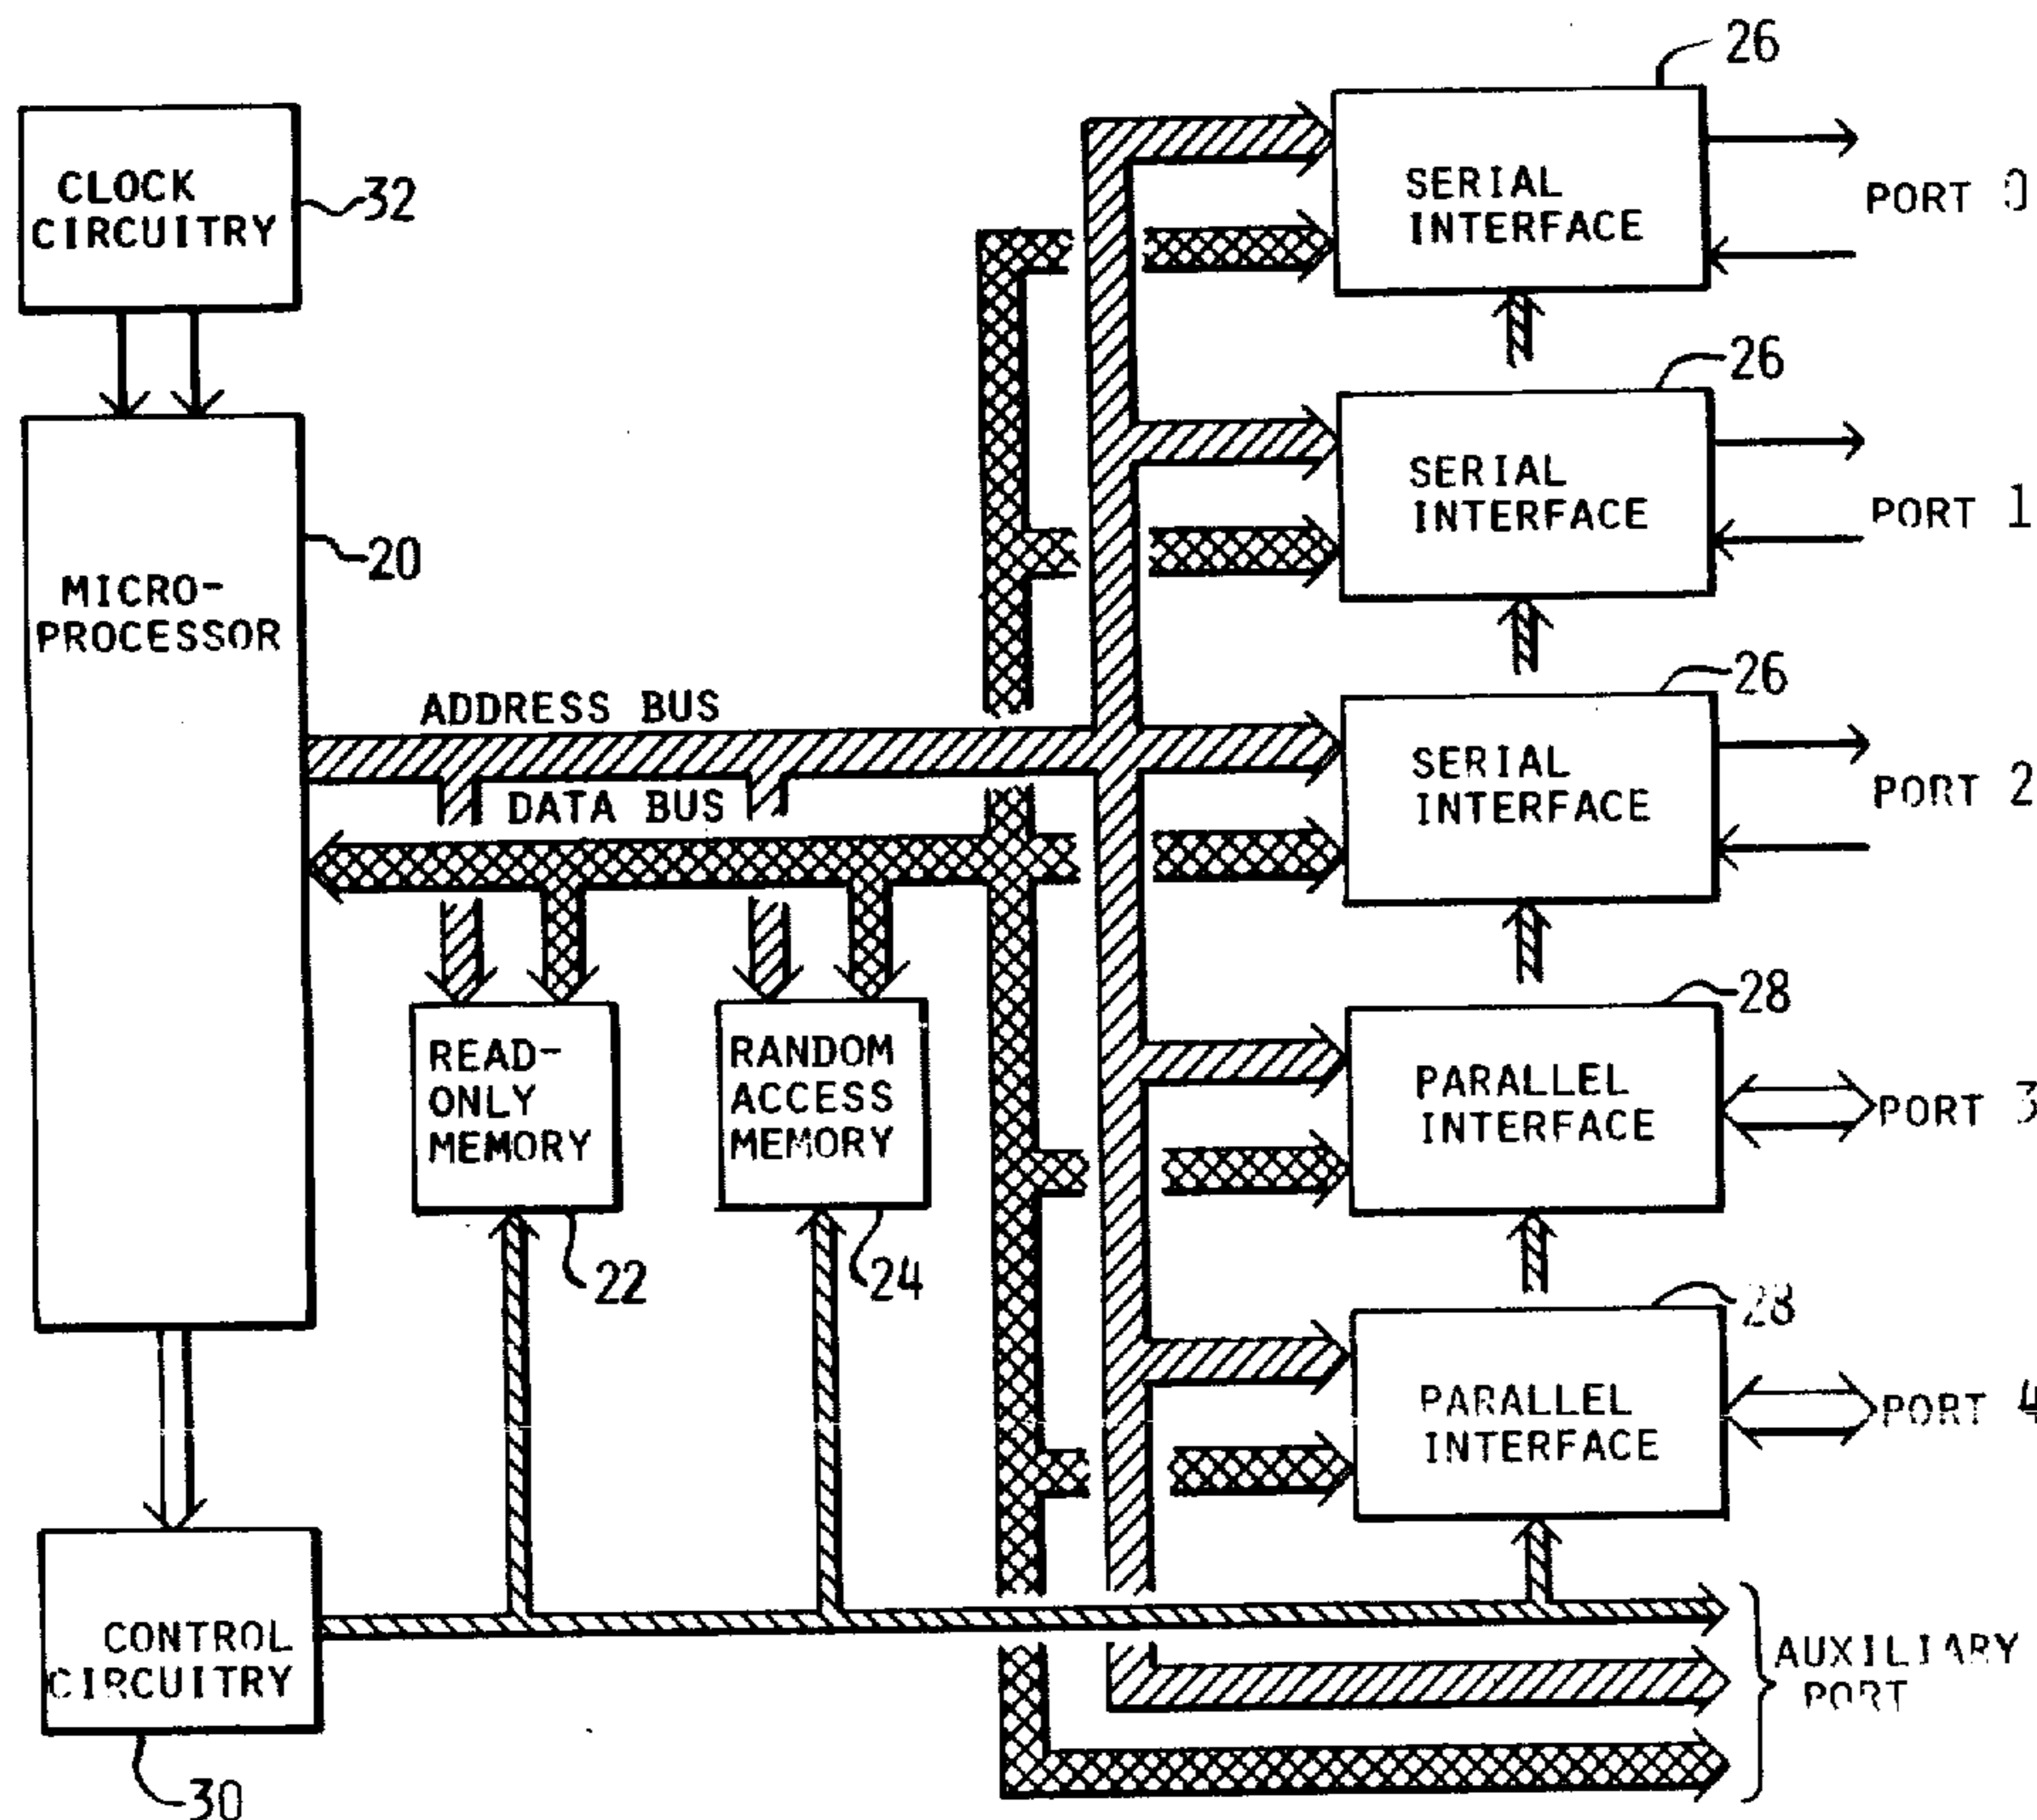 26
CLOCK
CIRCUITRY
32
SERIAL
INTERFACE
PORT 0
26
SERIAL
INTERFACE
PORT 1
20
MICRO-
PROCESSOR
26
ADDRESS BUS
SERIAL
INTERFACE
PORT 2
DATA BUS
28
READ-
ONLY
MEMORY
22
RANDOM
ACCESS
MEMORY
24
PARALLEL
INTERFACE
PORT 3
28
PARALLEL
INTERFACE
PORT 4
CONTROL
CIRCUITRY
30
AUXILIARY
PORT